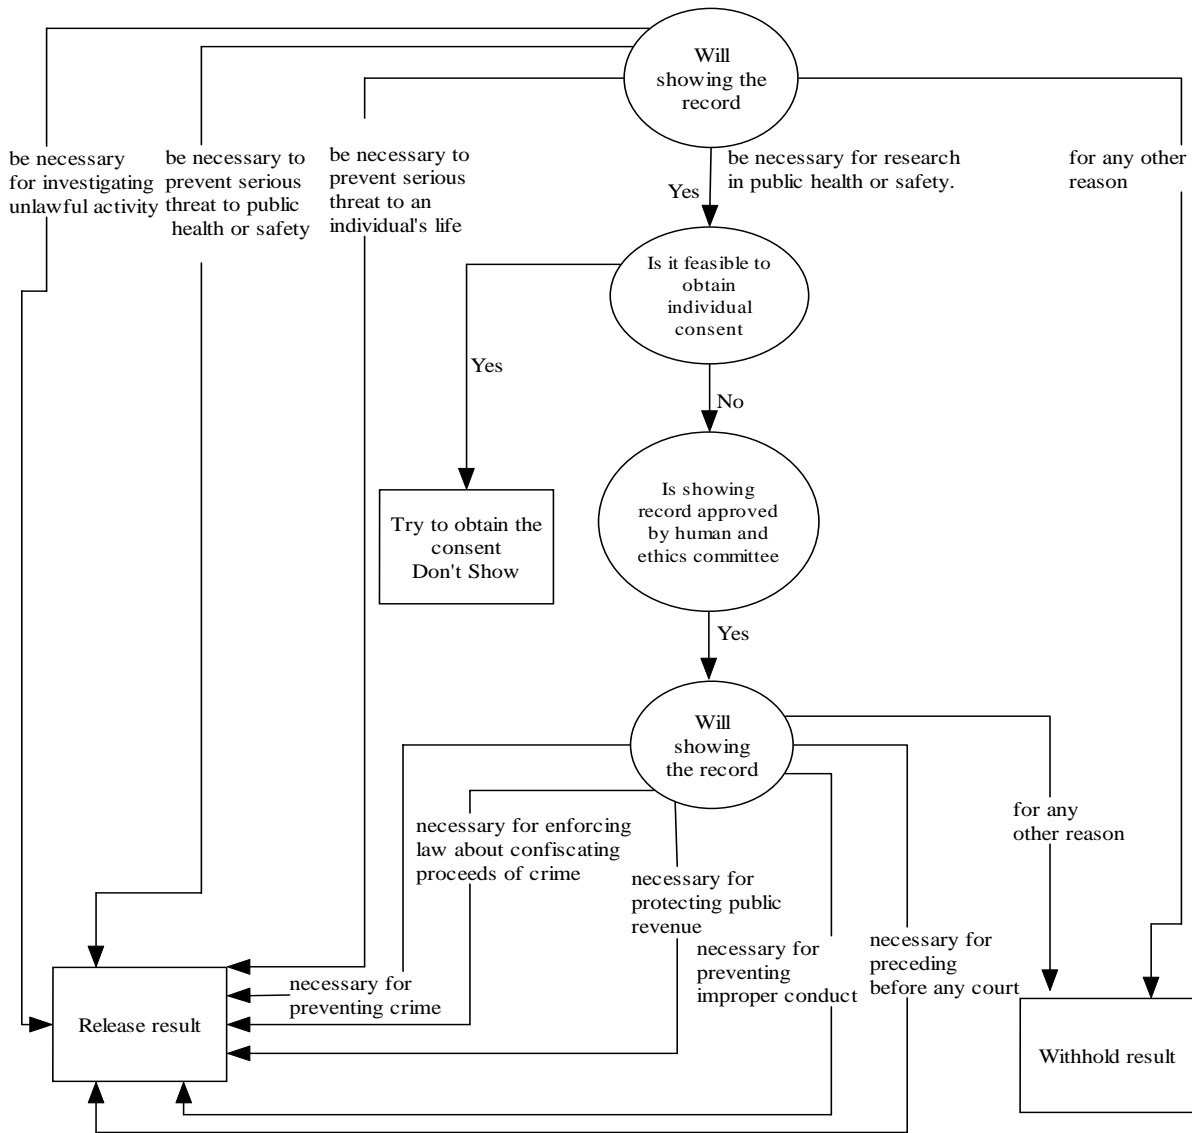 Will
showing the
record
be necessary
for investigating
unlawful activity
be necessary to
prevent serious
threat to public
health or safety
be necessary to
prevent serious
threat to an
individual's life
be necessary for research
in public health or safety.
for any other
reason
Yes
Is it feasible to
obtain
individual
consent
Yes
No
Try to obtain the
consent
Don't Show
Is showing
record approved
by human and
ethics committee
Yes
Will
showing
the record
necessary for enforcing
law about confiscating
proceeds of crime
for any
other reason
necessary for
protecting public
revenue
necessary for
preventing
improper conduct
necessary for
preceding
before any court
necessary for
preventing crime
Release result
Withhold result